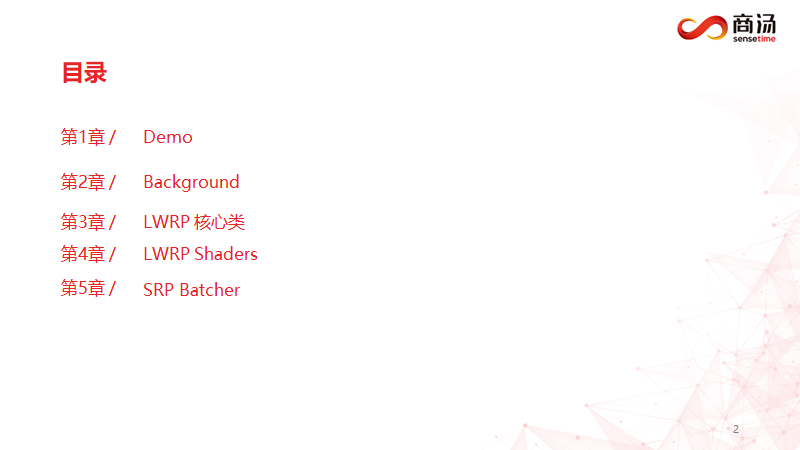 商汤
sensetime
目录
第1章 / Demo
第2章 / Background
第3章 / LWRP 核心类
第4章 / LWRP Shaders
第5章 / SRP Batcher
2